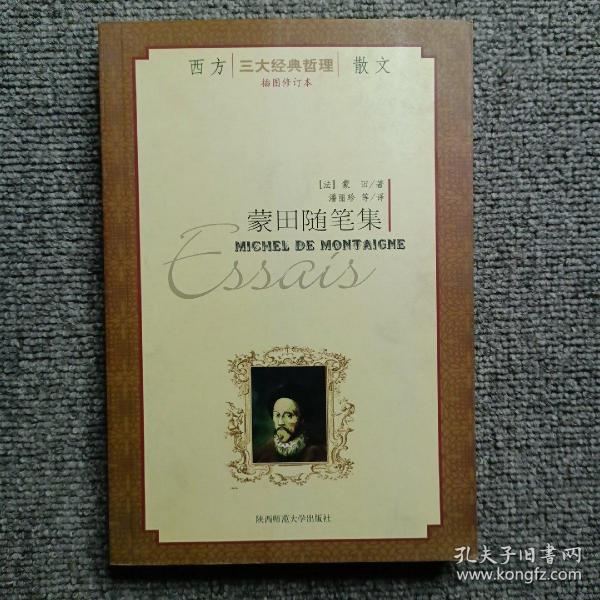 西方 三大经典哲理 散文
插图修订本
[法] 蒙 田/著
潘丽珍 等/译
蒙田随笔集
MICHEL DE MONTAIGNE
Essais
陕西师范大学出版社
孔夫子旧书网
www.kongfz.com